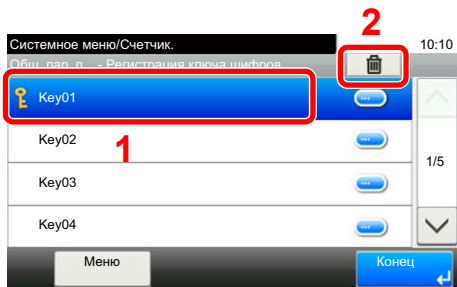 2
Системное меню/Счетчик.
10:10
Общ. пар. п... - Регистрация ключа шифров.
Key01
Key02
1
1/5
Key03
Key04
Меню
Конец